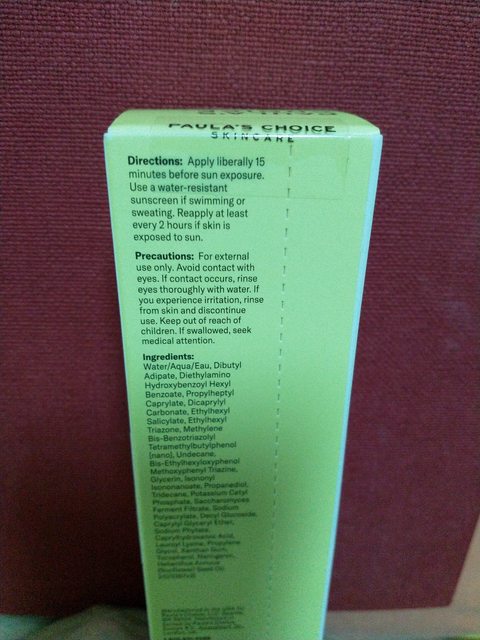 PAULA'S CHOICE
SKINCARE
Directions: Apply liberally 15
minutes before sun exposure.
Use a water-resistant
sunscreen if swimming or
sweating. Reapply at least
every 2 hours if skin is
exposed to sun.
Precautions: For external
use only. Avoid contact with
eyes. If contact occurs, rinse
eyes thoroughly with water. If
you experience irritation, rinse
from skin and discontinue
use. Keep out of reach of
children. If swallowed, seek
medical attention.
Ingredients:
Water/Aqua/Eau, Dibutyl
Adipate, Diethylamino
Hydroxybenzoyl Hexyl
Benzoate, Propylheptyl
Caprylate, Dicaprylyl
Carbonate, Ethylhexyl
Salicylate, Ethylhexyl
Triazone, Methylene
Bis-Benzotriazolyl
Tetramethylbutylphenol
[nano], Undecane,
Bis-Ethylhexyloxyphenol
Methoxyphenyl Triazine,
Glycerin, Isononyl
Isononanoate, Propanediol,
Tridecane, Potassium Cetyl
Phosphate, Saccharomyces
Ferment Filtrate, Sodium
Polyacrylate, Decyl Glucoside,
Caprylyl Glyceryl Ether,
Sodium Phytate,
Caprylhydroxamic Acid,
Lauroyl Lysine, Propylene
Glycol, Xanthan Gum,
Tocopherol,
Helianthus Annuus
(Sunflower) Seed Oil